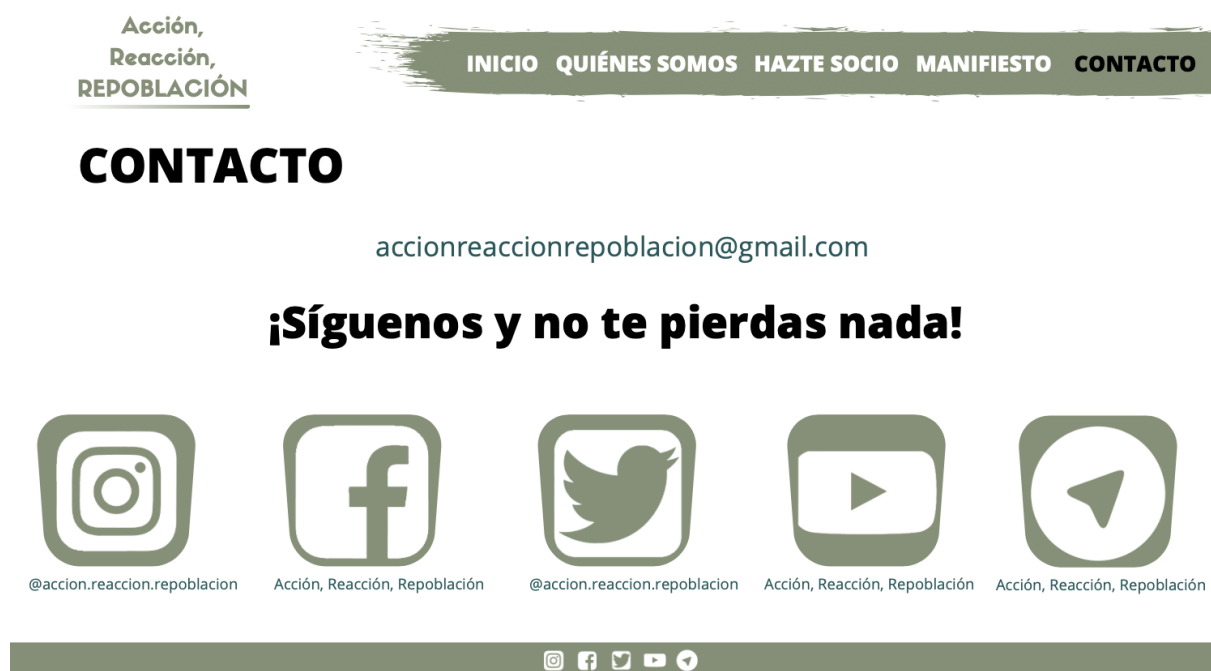 Acción,
Reacción,
REPOBLACIÓN
INICIO QUIÉNES SOMOS HAZTE SOCIO MANIFIESTO CONTACTO
CONTACTO
accionreaccionrepoblacion@gmail.com
¡Síguenos y no te pierdas nada!
@accion.reaccion.repoblacion Acción, Reacción, Repoblación @accion.reaccion.repoblacion Acción, Reacción, Repoblación Acción, Reacción, Repoblación